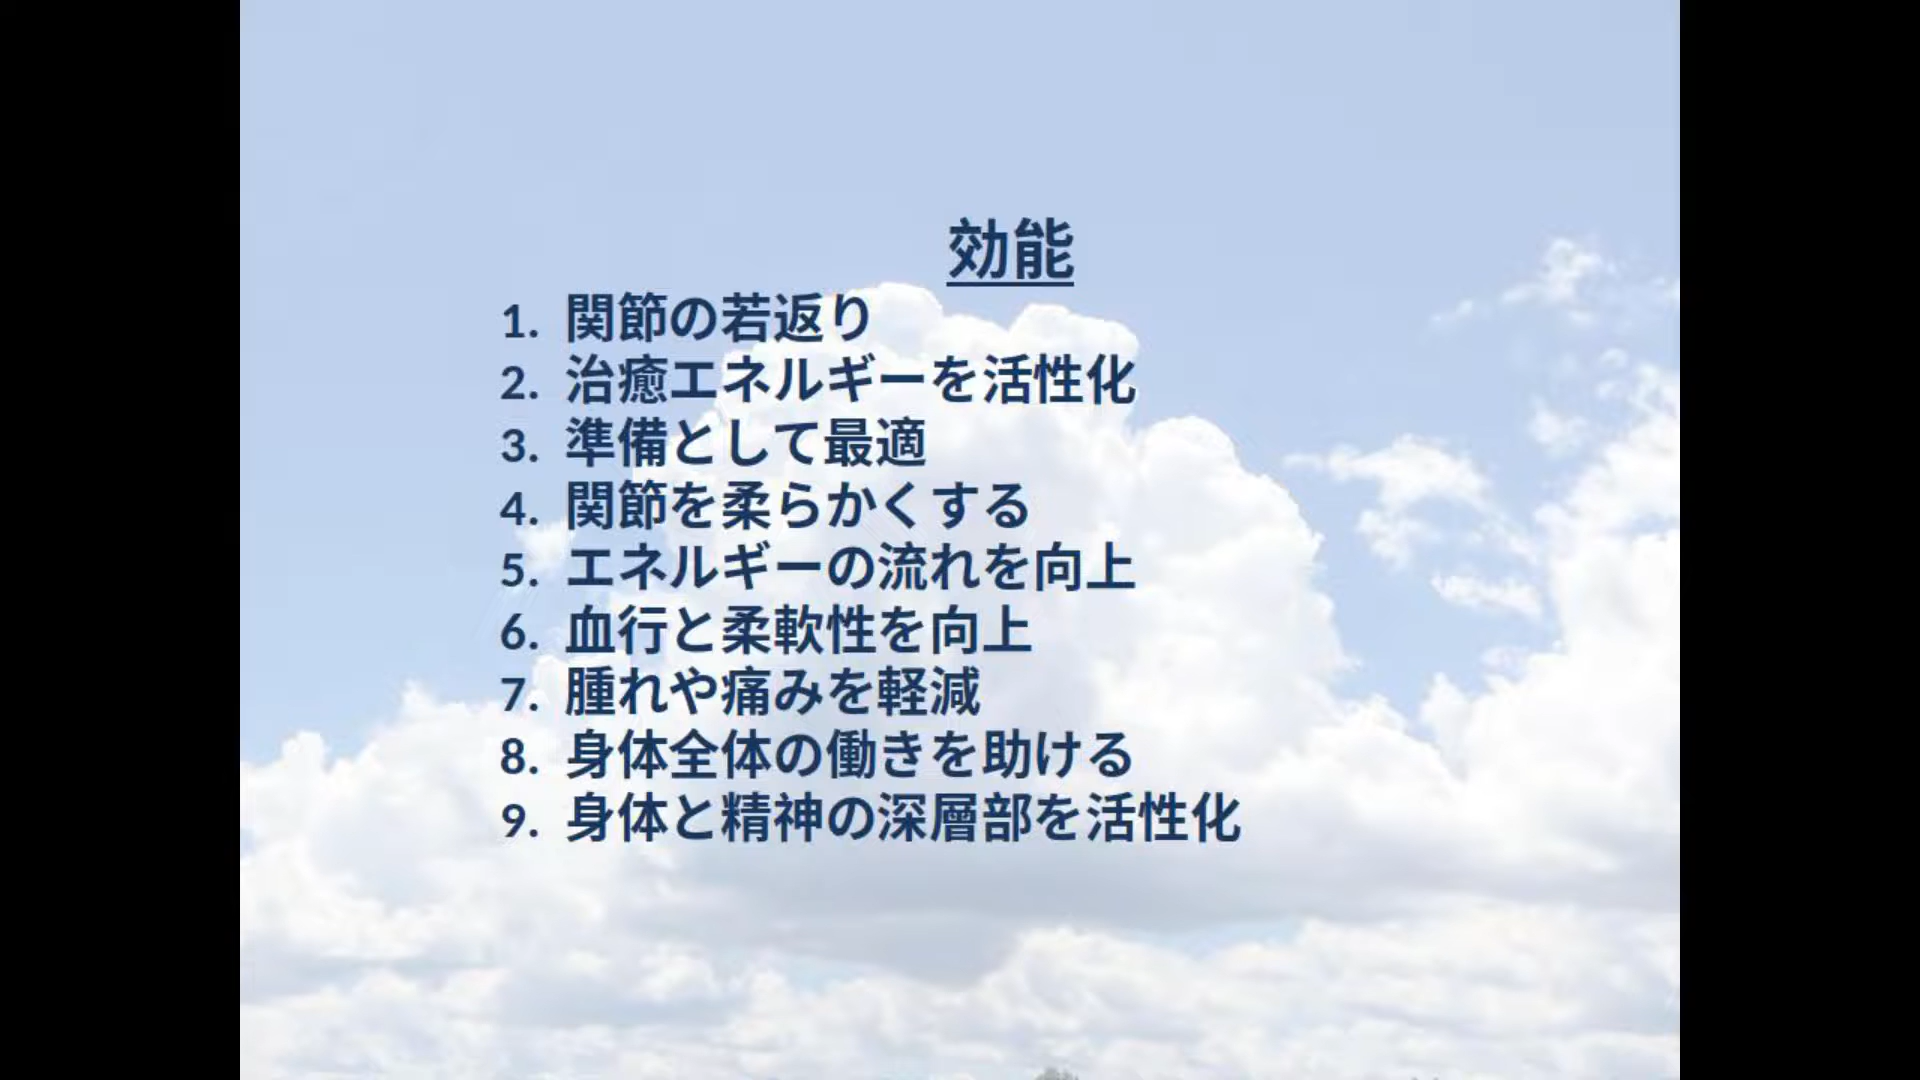 効能
1. 関節の若返り
2. 治癒エネルギーを活性化
3. 準備として最適
4. 関節を柔らかくする
5. エネルギーの流れを向上
6. 血行と柔軟性を向上
7. 腫れや痛みを軽減
8. 身体全体の働きを助ける
9. 身体と精神の深層部を活性化